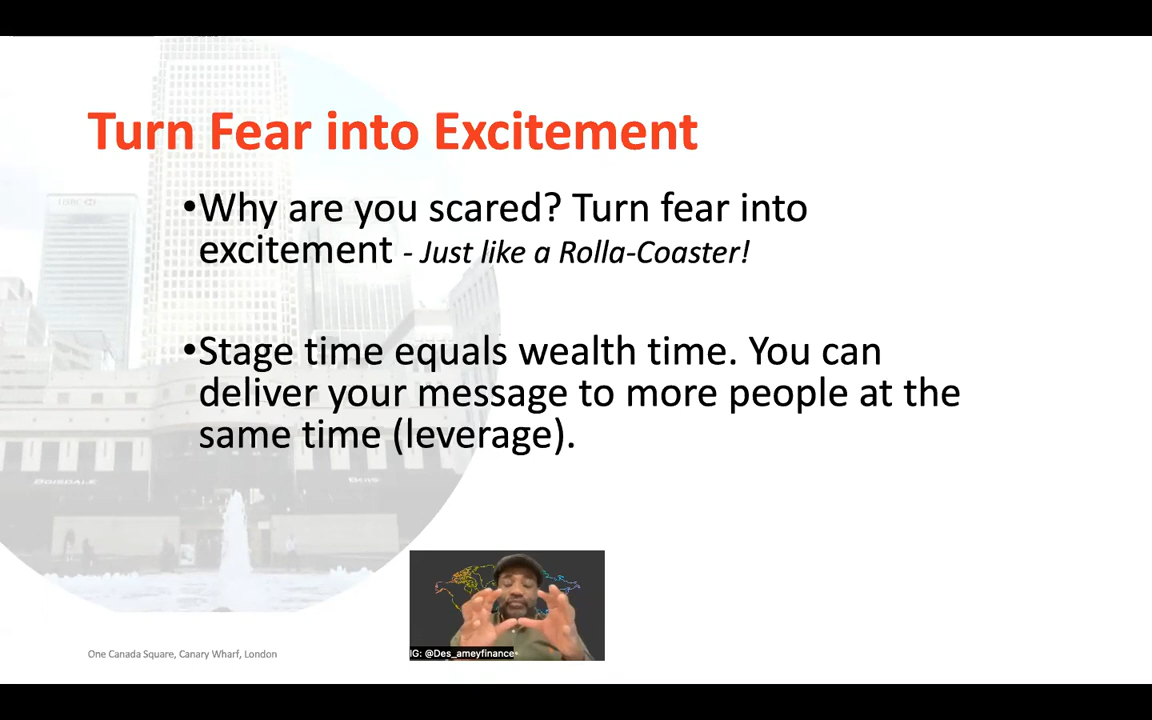 Turn Fear into Excitement
•Why are you scared? Turn fear into
excitement - Just like a Rolla-Coaster!
•Stage time equals wealth time. You can
deliver your message to more people at the
same time (leverage).
HSBC
IG: @Des_ameyfinance
One Canada Square, Canary Wharf, London